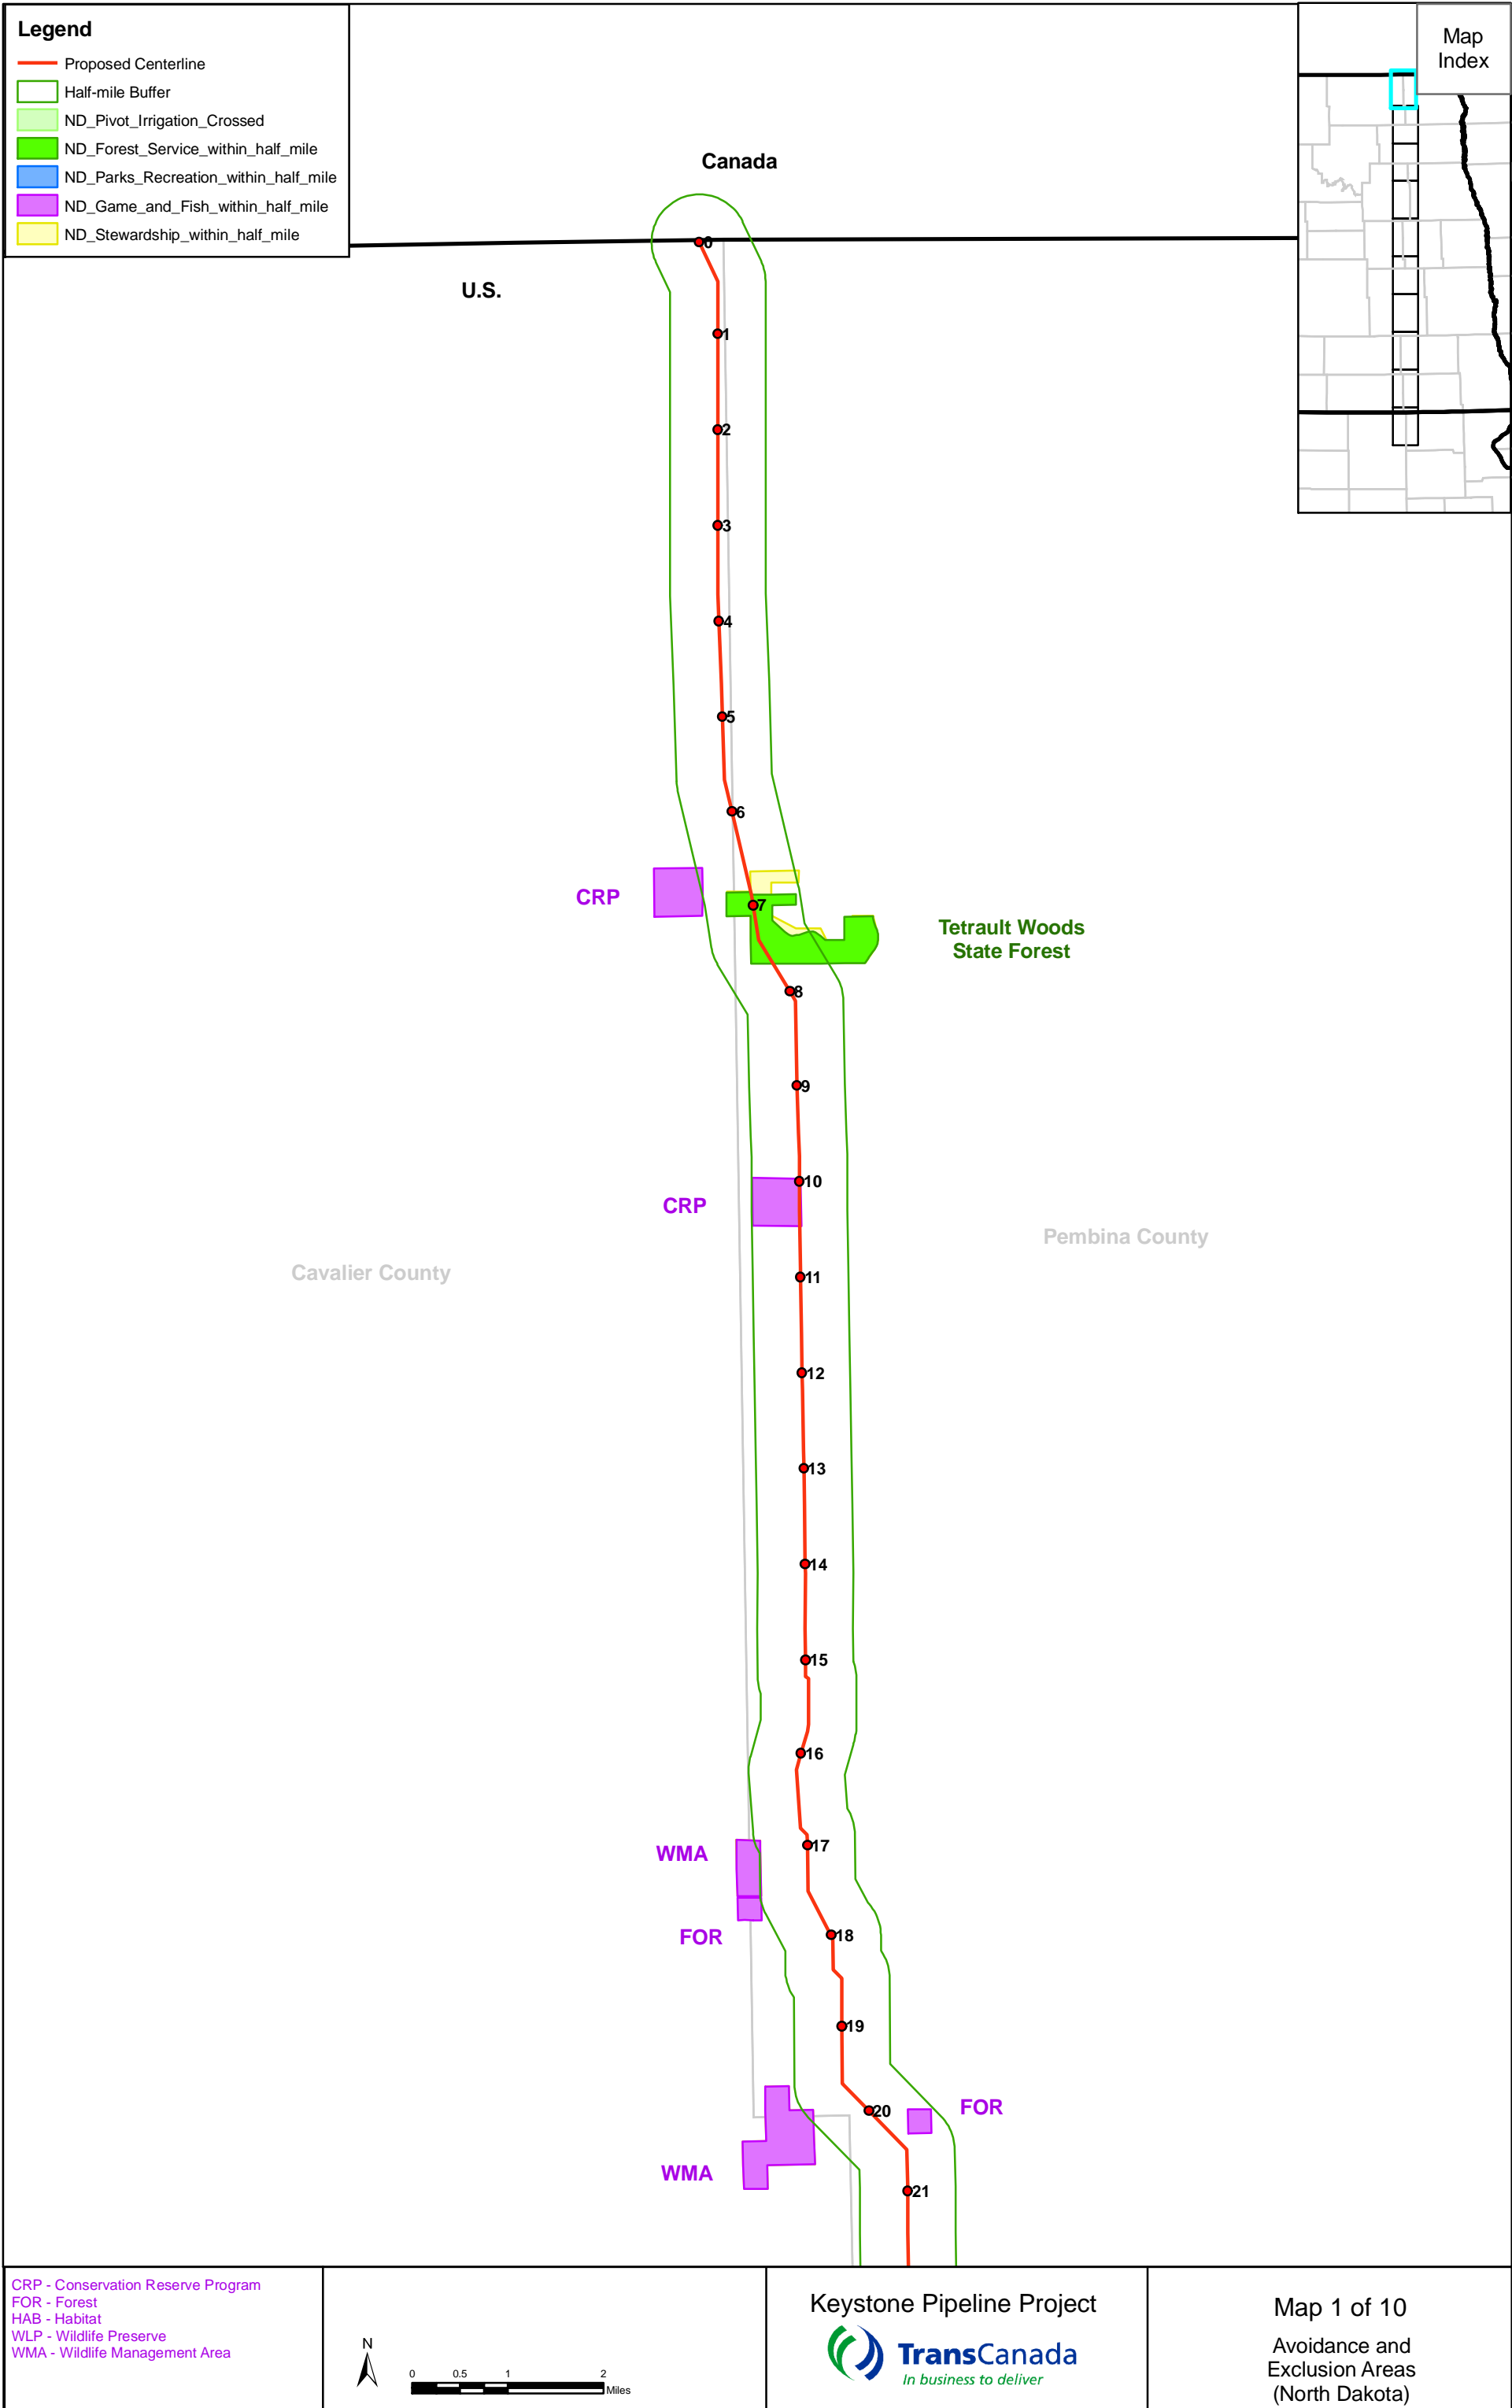 Legend
Proposed Centerline
Half-mile Buffer
ND_Pivot_Irrigation_Crossed
ND_Forest_Service_within_half_mile
ND_Parks_Recreation_within_half_mile
ND_Game_and_Fish_within_half_mile
ND_Stewardship_within_half_mile
Map
Index
Canada
U.S.
0
1
2
3
4
5
6
CRP
7
Tetrault Woods
State Forest
8
9
10
CRP
Pembina County
Cavalier County
11
12
13
14
15
16
17
WMA
FOR
18
19
20
FOR
WMA
21
CRP - Conservation Reserve Program
FOR - Forest
HAB - Habitat
WLP - Wildlife Preserve
WMA - Wildlife Management Area
N
0 0.5 1 2
Miles
Keystone Pipeline Project
TransCanada
In business to deliver
Map 1 of 10
Avoidance and
Exclusion Areas
(North Dakota)